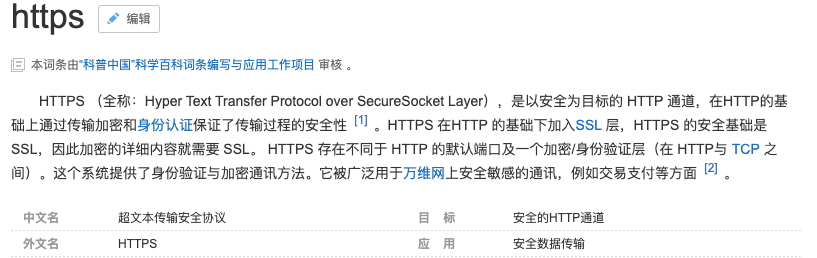 https 编辑
本词条由“科普中国”科学百科词条编写与应用工作项目 审核 。
HTTPS （全称：Hyper Text Transfer Protocol over SecureSocket Layer），是以安全为目标的 HTTP 通道，在HTTP的基
础上通过传输加密和身份认证保证了传输过程的安全性 [1] 。HTTPS 在HTTP 的基础下加入SSL 层，HTTPS 的安全基础是
SSL，因此加密的详细内容就需要 SSL。 HTTPS 存在不同于 HTTP 的默认端口及一个加密/身份验证层（在 HTTP与 TCP 之
间）。这个系统提供了身份验证与加密通讯方法。它被广泛用于万维网上安全敏感的通讯，例如交易支付等方面 [2] 。
中文名 超文本传输安全协议 目 标 安全的HTTP通道
外文名 HTTPS 应 用 安全数据传输